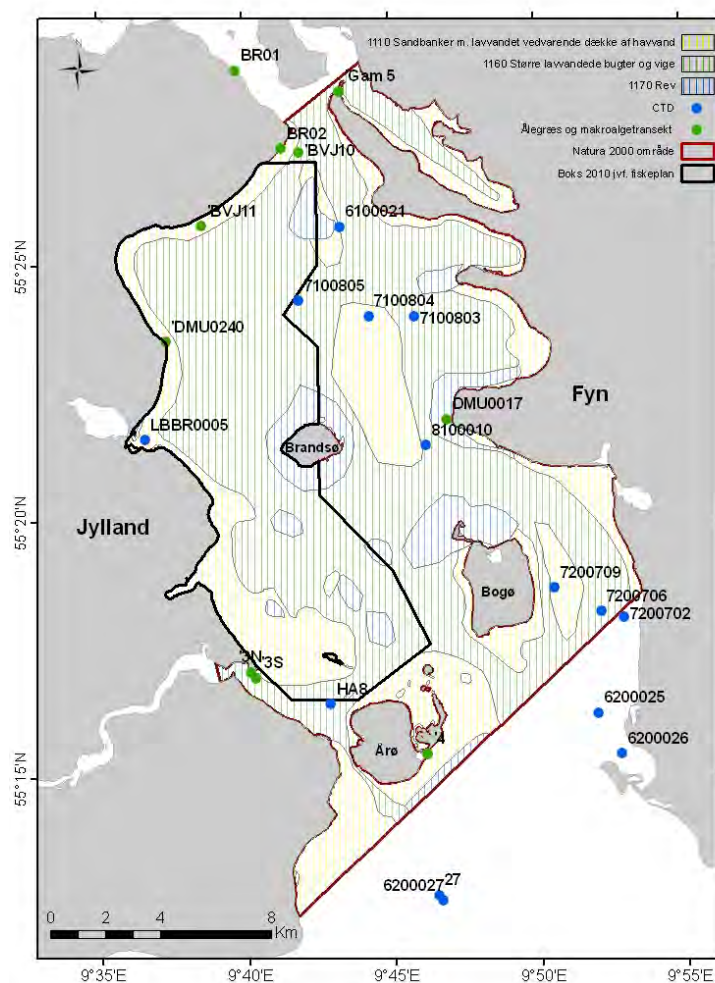 1110 Sandbanker m. lavvandet vedvarende dække af havvand
1160 Større lavvandede bugter og vige
1170 Rev
CTD
Ålegræs og makroalgetransekt
Natura 2000 område
Boks 2010 jvf. fiskeplan
BR01
Gam 5
BR02
'BVJ10
'BVJ11
6100021
55°25'N
7100805
7100804
7100803
'DMU0240
Fyn
DMU0017
LBBR0005
8100010
Brandsø
55°20'N
Jylland
Bogø
7200709
7200706
7200702
'3N
'3S
HA8
6200025
Årø
'4
6200026
55°15'N
6200027
27
0 2 4 8
Km
9°35'E 9°40'E 9°45'E 9°50'E 9°55'E